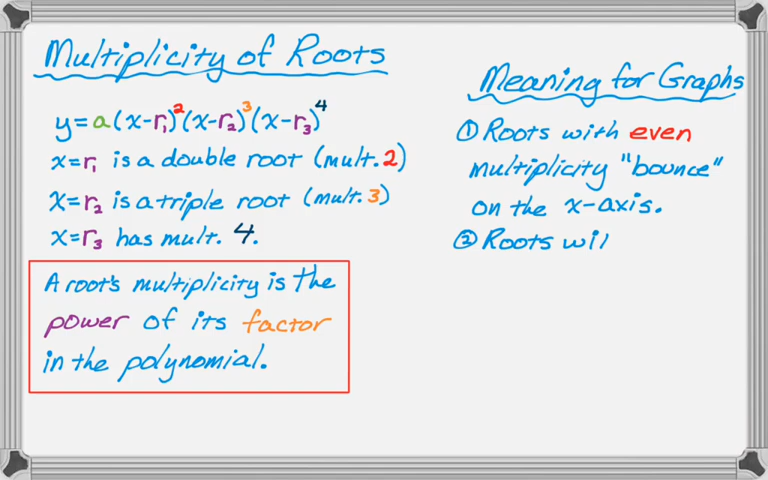 Multiplicity of Roots
y = a(x-r₁)²(x-r₂)³(x-r₃)⁴
x=r₁ is a double root (mult. 2)
x=r₂ is a triple root (mult. 3)
x=r₃ has mult. 4.
A root's multiplicity is the
power of its factor
in the polynomial.
Meaning for Graphs
① Roots with even
multiplicity "bounce"
on the x-axis.
② Roots wil